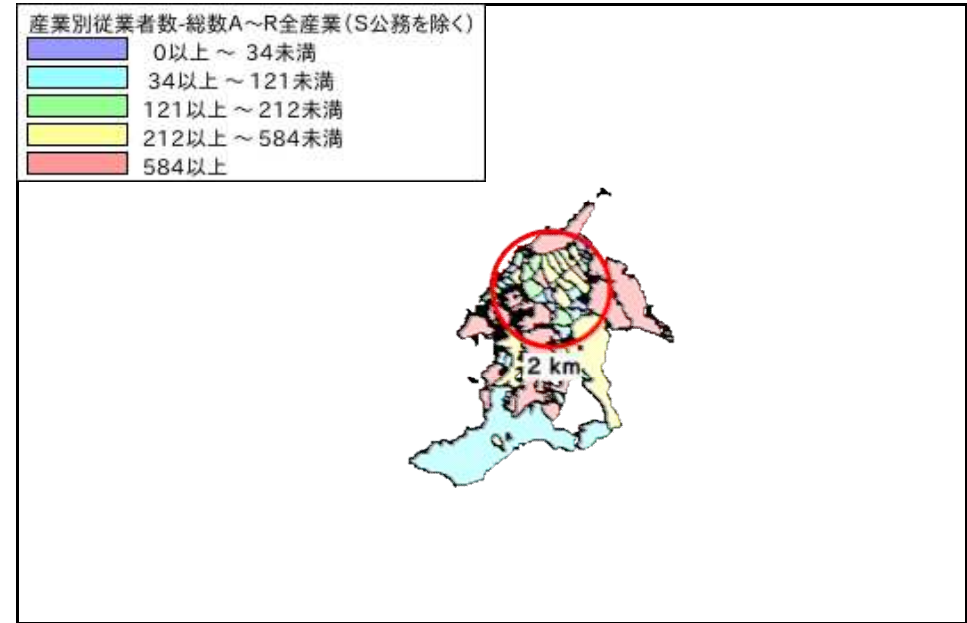 産業別従業者数-総数A～R全産業(S公務を除く)
0以上 ～ 34未満
34以上 ～ 121未満
121以上 ～ 212未満
212以上 ～ 584未満
584以上
2 km